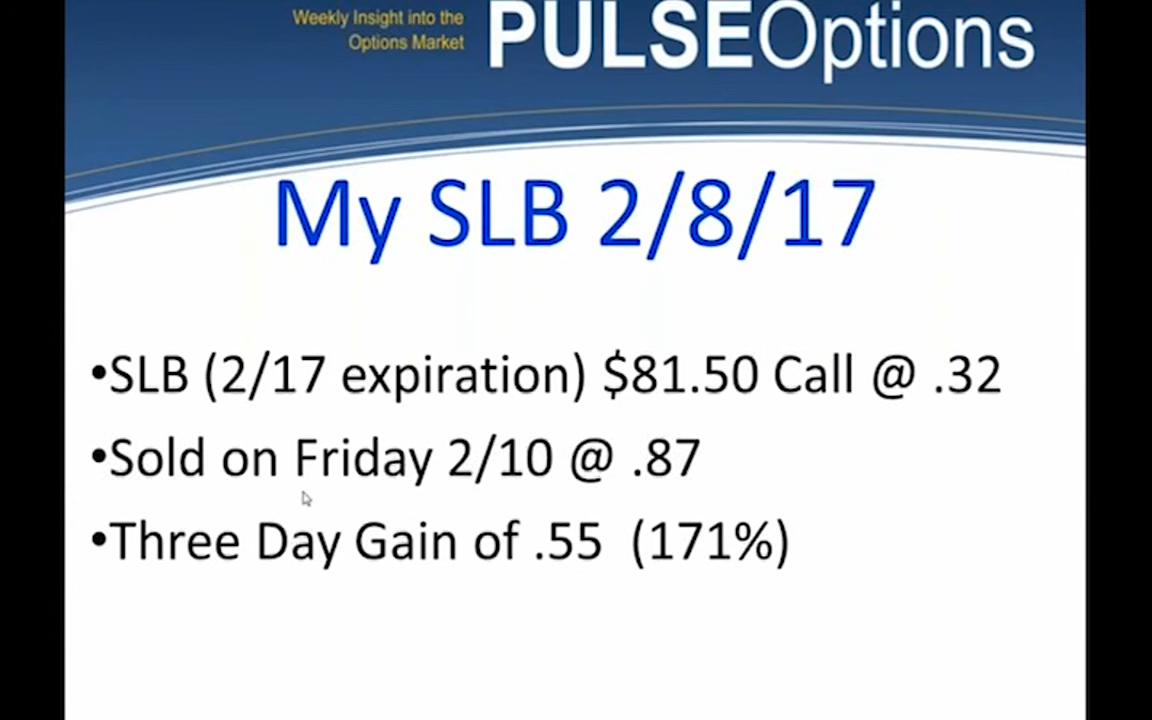 Weekly Insight into the
Options Market
PULSEOptions
My SLB 2/8/17
•SLB (2/17 expiration) $81.50 Call @ .32
•Sold on Friday 2/10 @ .87
•Three Day Gain of .55 (171%)